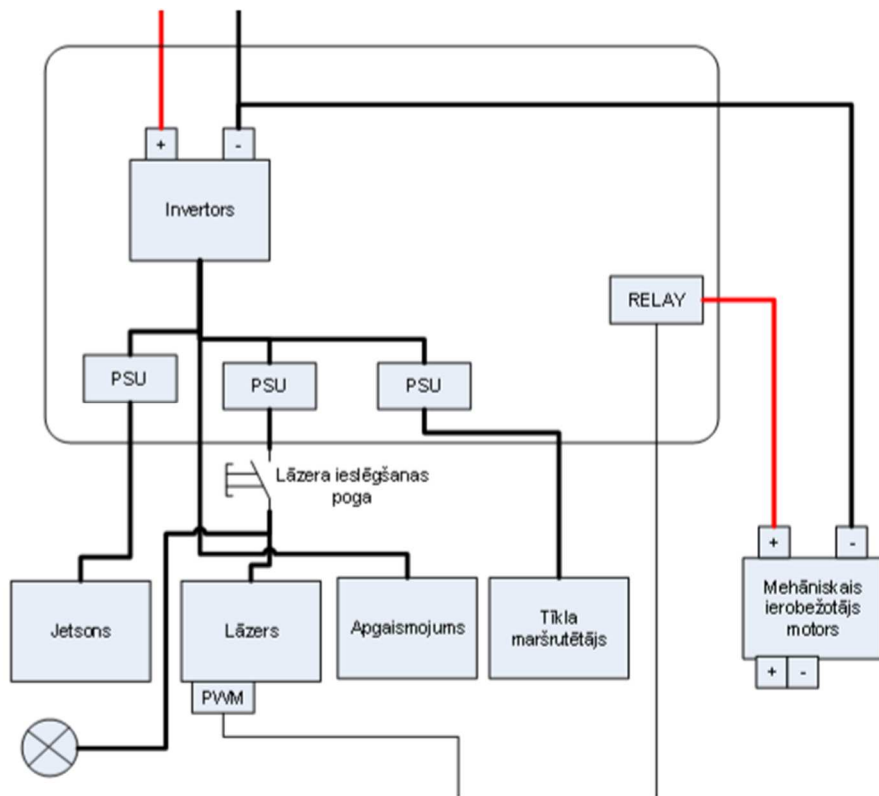 +
-
Invertors
RELAY
PSU
PSU
PSU
Lāzera ieslēgšanas
poga
+
-
Jetsons
Lāzers
Apgaismojums
Tīkla
maršrutētājs
Mehāniskais
ierobežotājs
motors
+
-
PWM